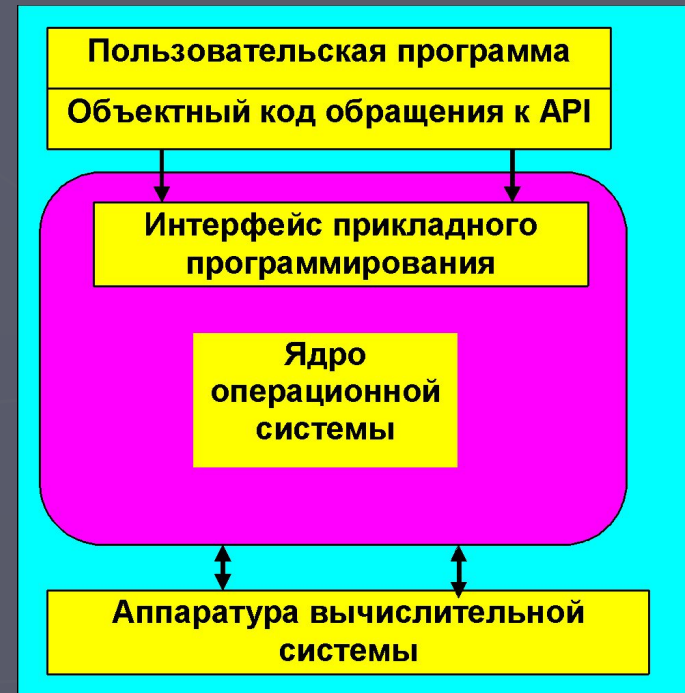 Пользовательская программа
Объектный код обращения к API
Интерфейс прикладного
программирования
Ядро
операционной
системы
Аппаратура вычислительной
системы